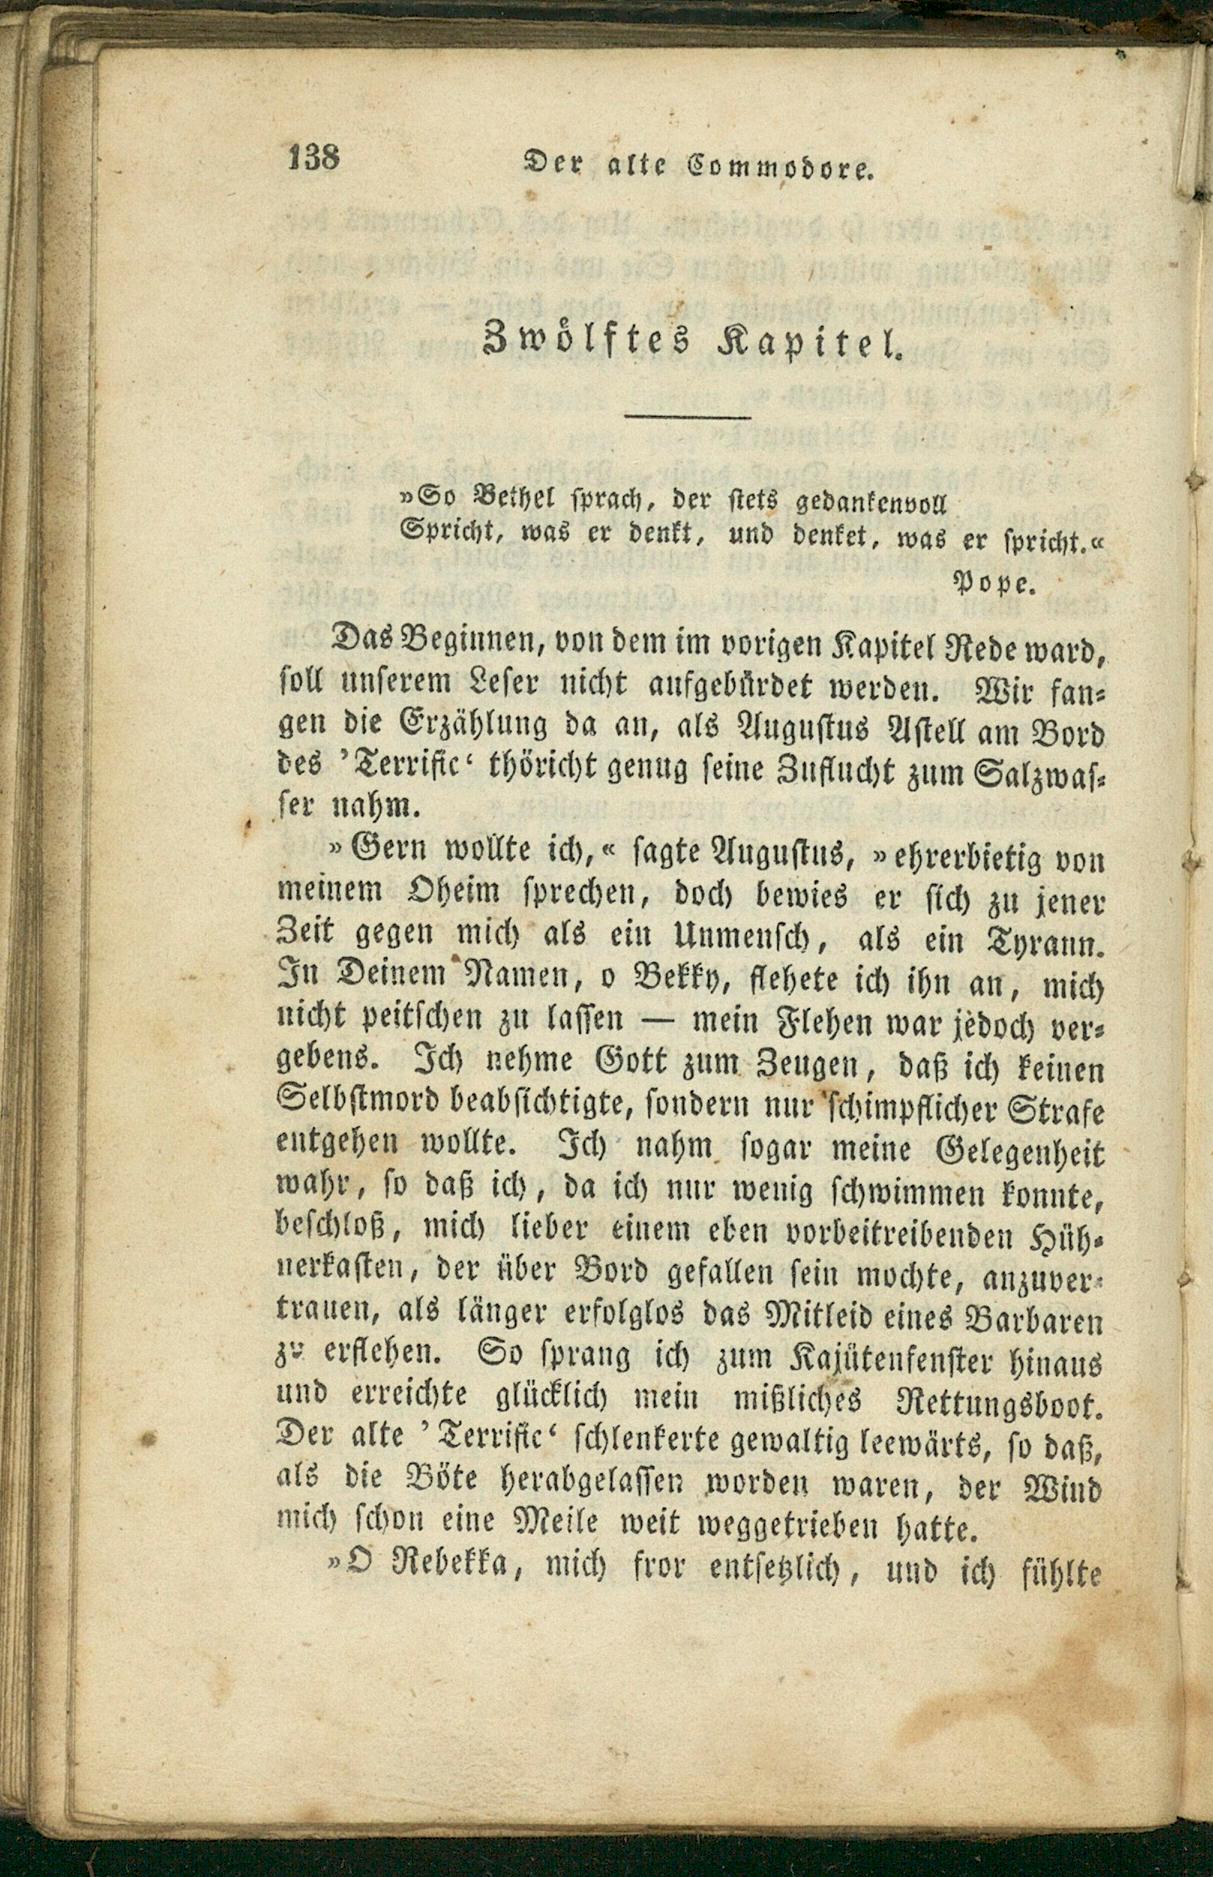 138
Der alte Commodore.
Zwölftes Kapitel.
»So Bethel sprach, der stets gedankenvoll
Spricht, was er denkt, und denket, was er spricht.«
Pope.
Das Beginnen, von dem im vorigen Kapitel Rede ward,
soll unserem Leser nicht aufgebürdet werden. Wir fan-
gen die Erzählung da an, als Augustus Astell am Bord
des ’Terrific‘ thöricht genug seine Zuflucht zum Salzwas-
ser nahm.
»Gern wollte ich,« sagte Augustus, »ehrerbietig von
meinem Oheim sprechen, doch bewies er sich zu jener
Zeit gegen mich als ein Unmensch, als ein Tyrann.
In Deinem Namen, o Bekky, flehete ich ihn an, mich
nicht peitschen zu lassen — mein Flehen war jedoch ver-
gebens. Ich nehme Gott zum Zeugen, daß ich keinen
Selbstmord beabsichtigte, sondern nur schimpflicher Strafe
entgehen wollte. Ich nahm sogar meine Gelegenheit
wahr, so daß ich, da ich nur wenig schwimmen konnte,
beschloß, mich lieber einem eben vorbeitreibenden Hüh-
nerkasten, der über Bord gefallen sein mochte, anzuver-
trauen, als länger erfolglos das Mitleid eines Barbaren
zu erflehen. So sprang ich zum Kajütenfenster hinaus
und erreichte glücklich mein mißliches Rettungsboot.
Der alte ’Terrific‘ schlenkerte gewaltig leewärts, so daß,
als die Böte herabgelassen worden waren, der Wind
mich schon eine Meile weit weggetrieben hatte.
»O Rebekka, mich fror entsetzlich, und ich fühlte